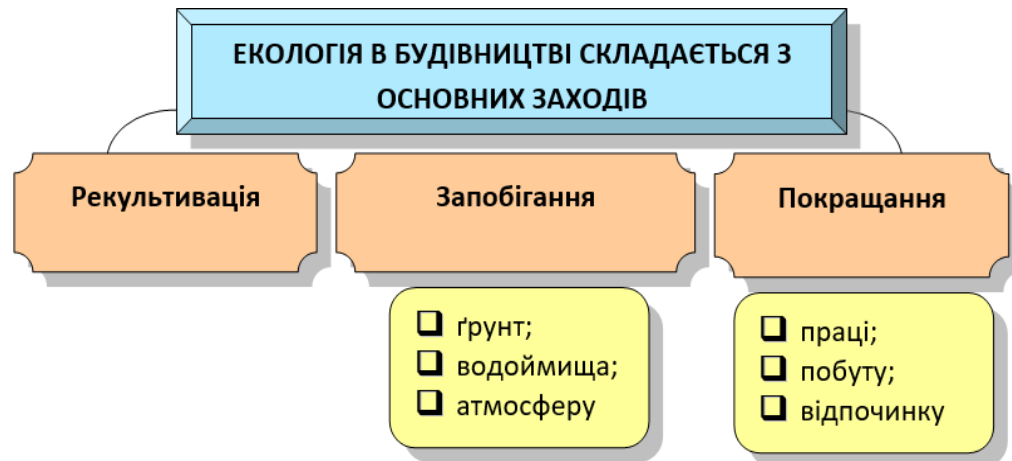 ЕКОЛОГІЯ В БУДІВНИЦТВІ СКЛАДАЄТЬСЯ З
ОСНОВНИХ ЗАХОДІВ
Рекультивація
Запобігання
Покращання
ґрунт;
водоймища;
атмосферу
праці;
побуту;
відпочинку